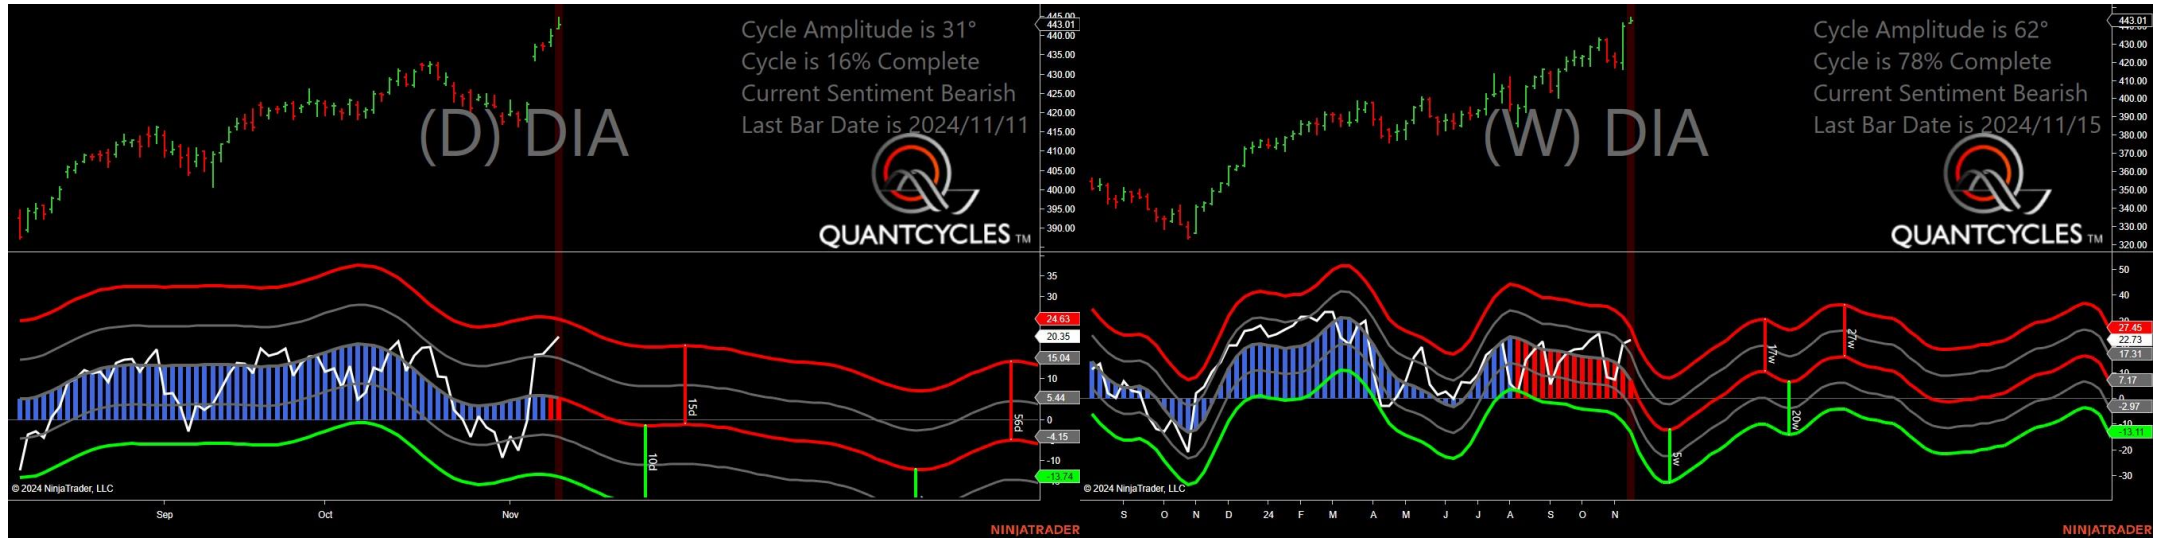 Cycle Amplitude is 31°
Cycle is 16% Complete
Current Sentiment Bearish
Last Bar Date is 2024/11/11
(D) DIA
QUANTCYCLES TM
445.00
443.01
440.00
435.00
430.00
425.00
420.00
415.00
410.00
405.00
400.00
395.00
390.00
35
30
24.63
20.35
15.04
10
5.44
0
-4.15
-10
-13.74
15d
10d
56d
© 2024 NinjaTrader, LLC
Sep
Oct
Nov
NINJATRADER
Cycle Amplitude is 62°
Cycle is 78% Complete
Current Sentiment Bearish
Last Bar Date is 2024/11/15
(W) DIA
QUANTCYCLES TM
443.01
430.00
420.00
410.00
400.00
390.00
380.00
370.00
360.00
350.00
340.00
330.00
320.00
50
40
27.45
22.73
17.31
7.17
-2.97
-13.11
-20
-30
17w
27w
20w
5w
© 2024 NinjaTrader, LLC
S O N D 24 F M A M J J A S O N
NINJATRADER